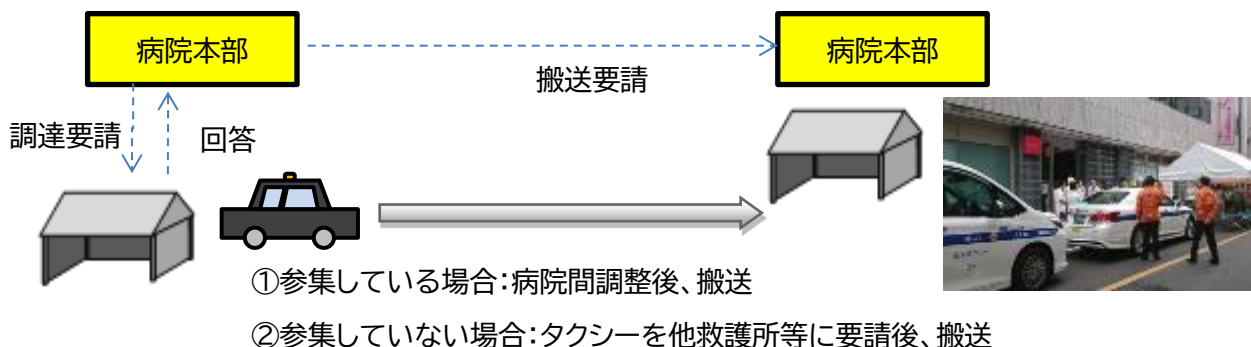 病院本部
病院本部
搬送要請
調達要請
回答
①参集している場合：病院間調整後、搬送
②参集していない場合：タクシーを他救護所等に要請後、搬送